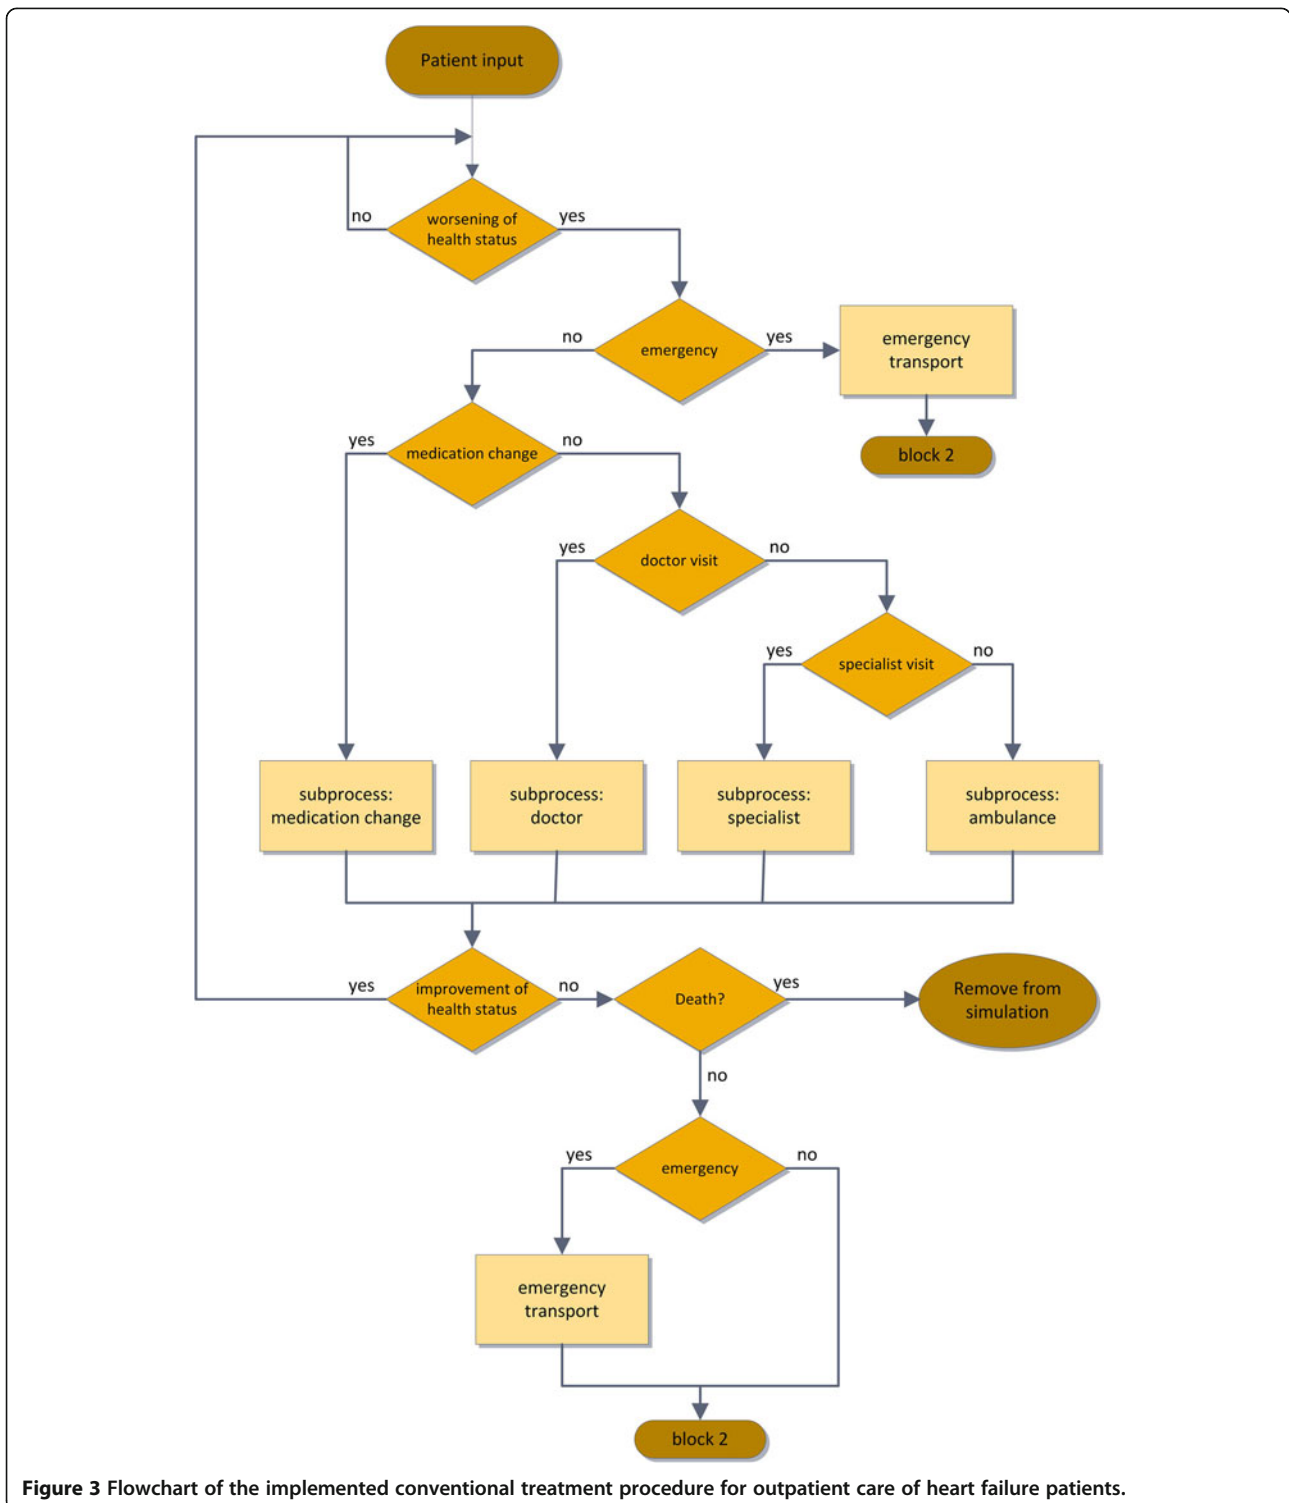 Patient input
no
worsening of
health status
yes
no
emergency
yes
emergency
transport
yes
medication change
no
block 2
yes
doctor visit
no
yes
specialist visit
no
subprocess:
medication change
subprocess:
doctor
subprocess:
specialist
subprocess:
ambulance
yes
improvement of
health status
no
Death?
yes
Remove from
simulation
no
yes
emergency
no
emergency
transport
block 2
Figure 3 Flowchart of the implemented conventional treatment procedure for outpatient care of heart failure patients.